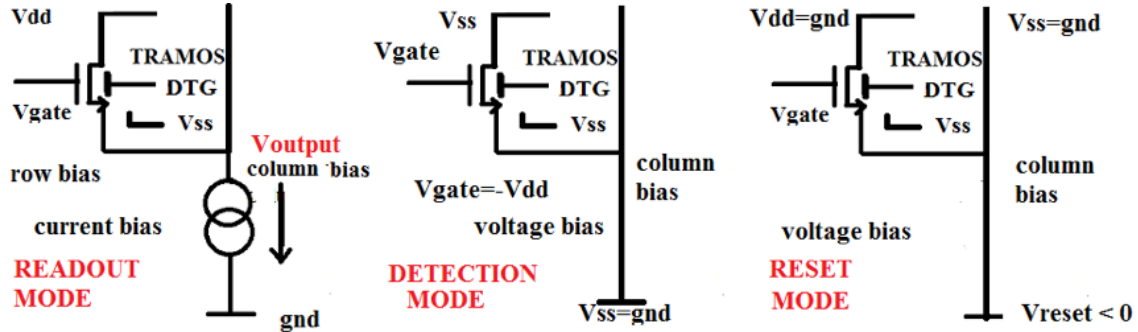 Vdd
TRAMOS
DTG
Vgate
Vss
Voutput
row bias
column bias
current bias
READOUT
MODE
gnd
Vss
Vgate
TRAMOS
DTG
Vss
column
bias
Vgate=-Vdd
voltage bias
DETECTION
MODE
Vss=gnd
Vdd=gnd
Vss=gnd
TRAMOS
DTG
Vgate
Vss
column
bias
voltage bias
RESET
MODE
Vreset < 0